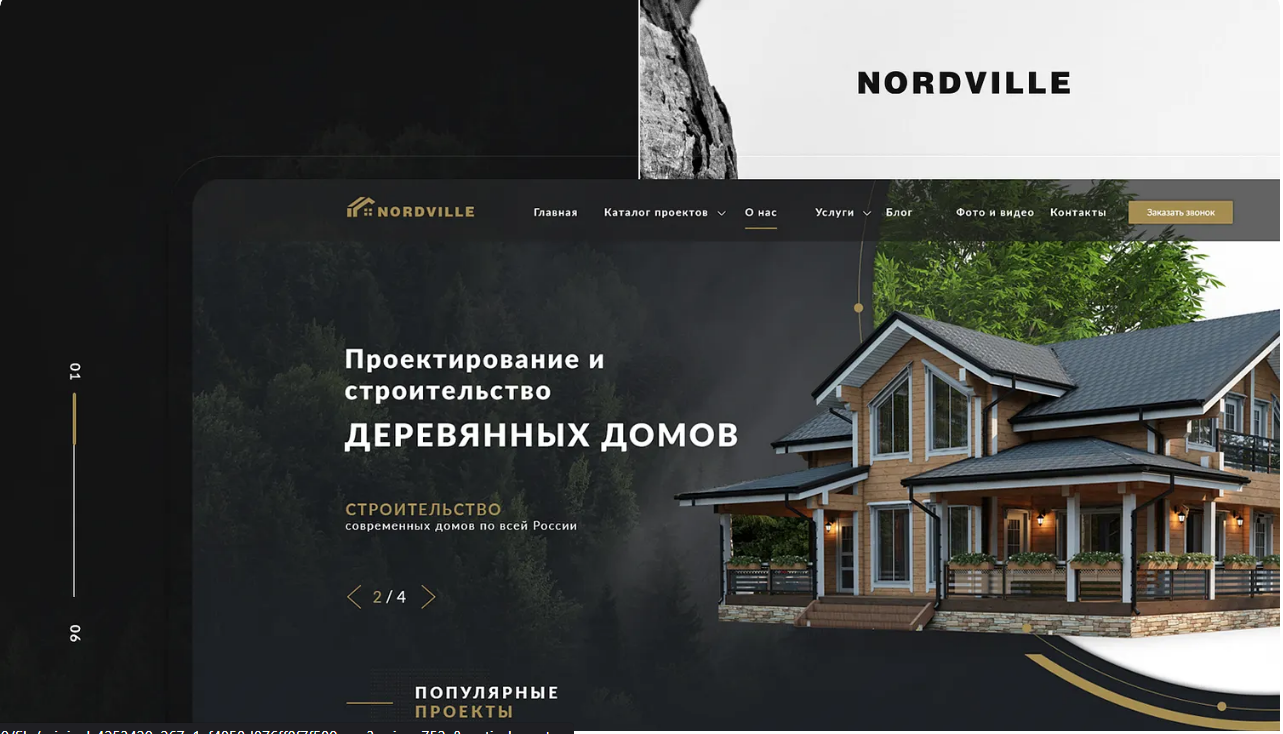 NORDVILLE
NORDVILLE
Главная
Каталог проектов
О нас
Услуги
Блог
Фото и видео
Контакты
Заказать звонок
01
06
Проектирование и
строительство
ДЕРЕВЯННЫХ ДОМОВ
СТРОИТЕЛЬСТВО
современных домов по всей России
2 / 4
ПОПУЛЯРНЫЕ
ПРОЕКТЫ